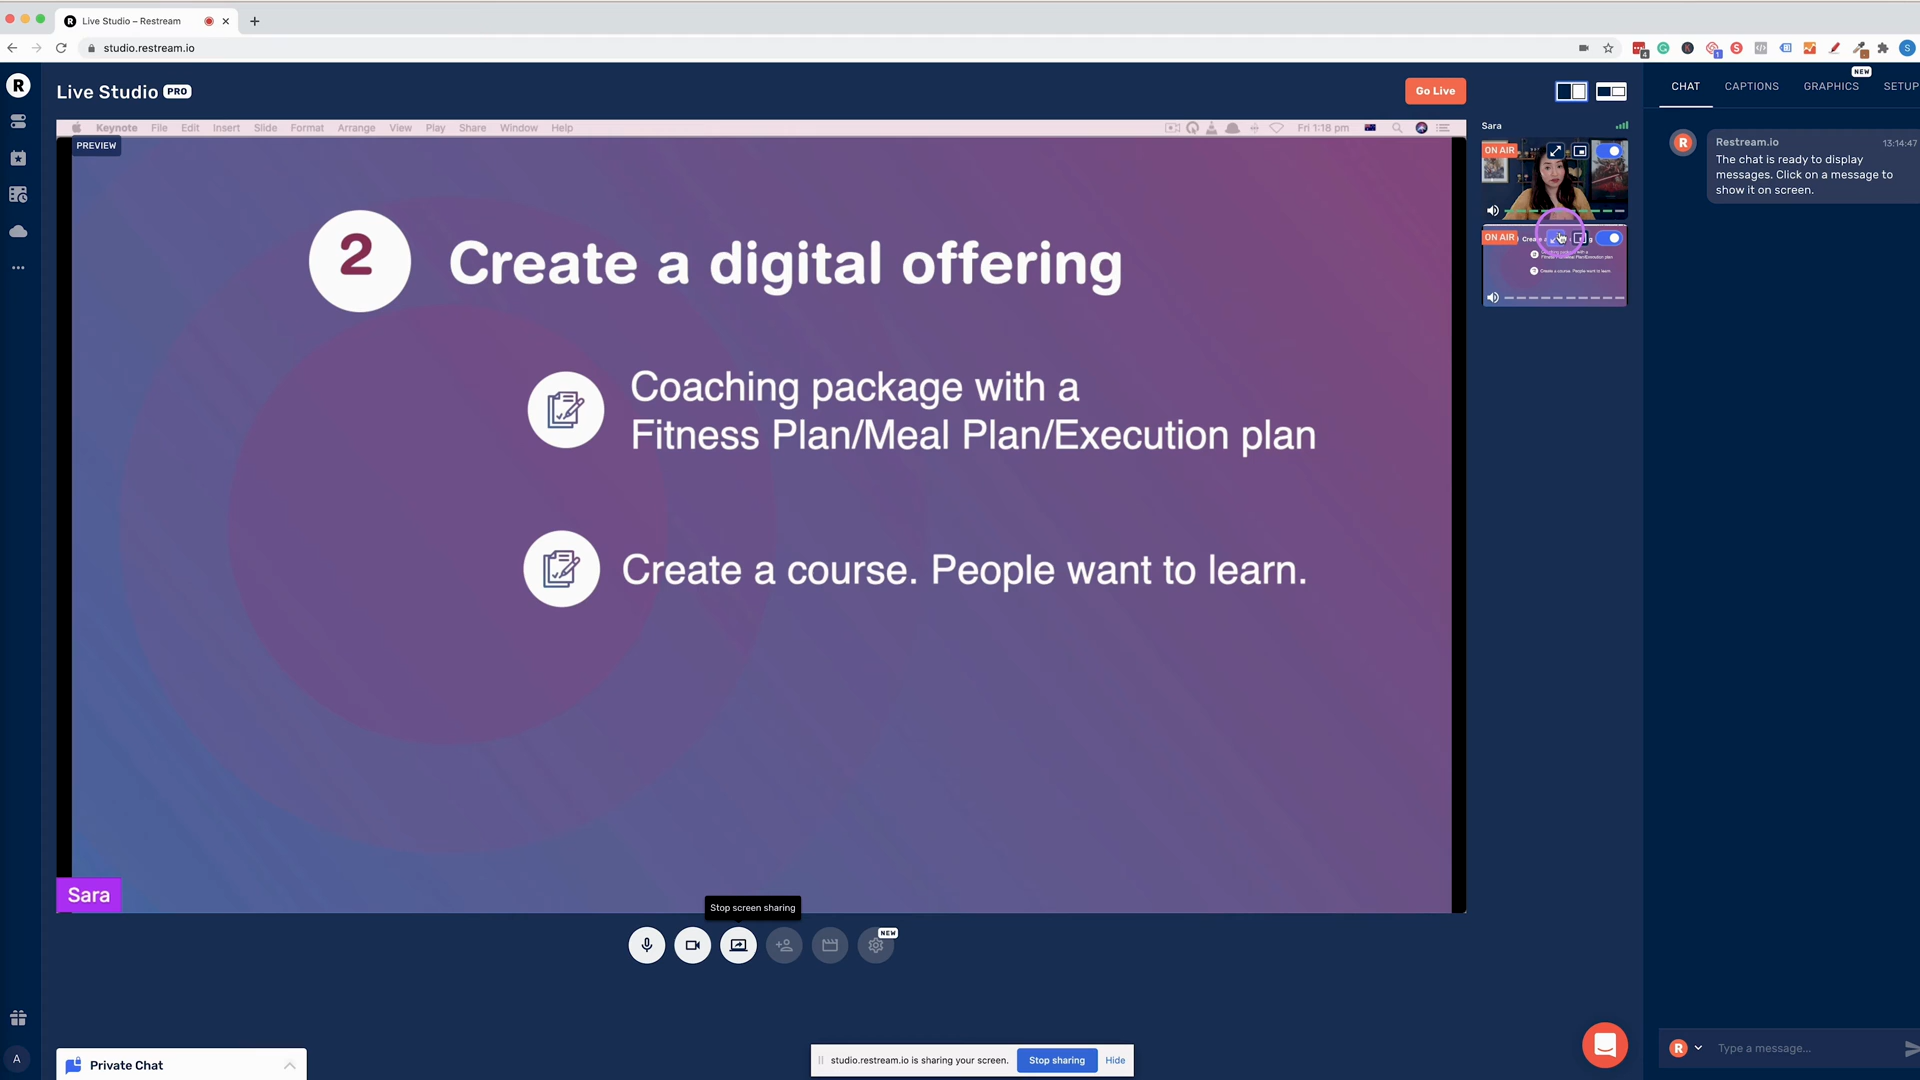 Live Studio – Restream
studio.restream.io
4
1
S
R
Live Studio PRO
Go Live
CHAT
CAPTIONS
GRAPHICS
NEW
SETUP
Keynote File Edit Insert Slide Format Arrange View Play Share Window Help
Fri 1:18 pm
PREVIEW
2
Create a digital offering
Coaching package with a
Fitness Plan/Meal Plan/Execution plan
Create a course. People want to learn.
Sara
Sara
ON AIR
ON AIR
Restream.io
13:14:47
The chat is ready to display
messages. Click on a message to
show it on screen.
Stop screen sharing
NEW
A
Private Chat
studio.restream.io is sharing your screen.
Stop sharing
Hide
R
Type a message...